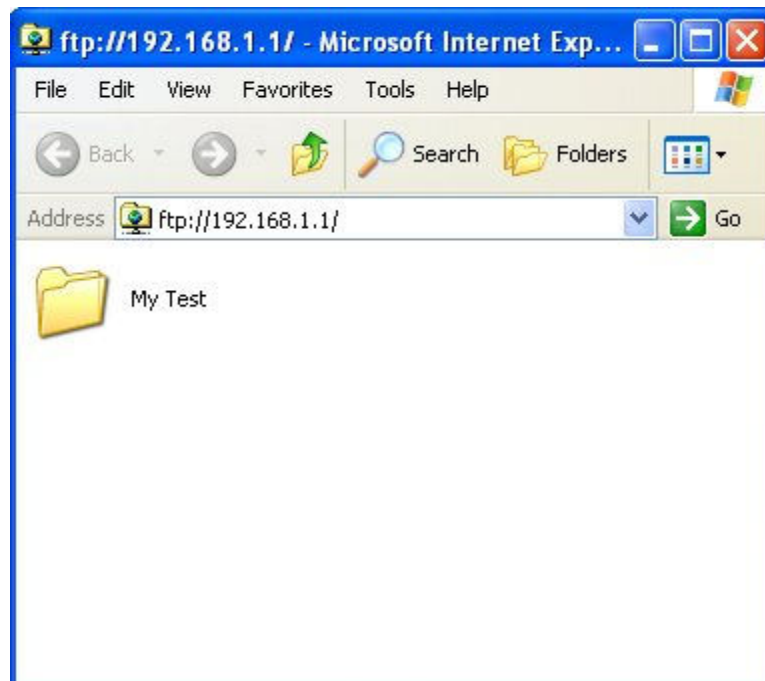 ftp://192.168.1.1/ - Microsoft Internet Exp...
File Edit View Favorites Tools Help
Back Search Folders
Address ftp://192.168.1.1/ Go
My Test